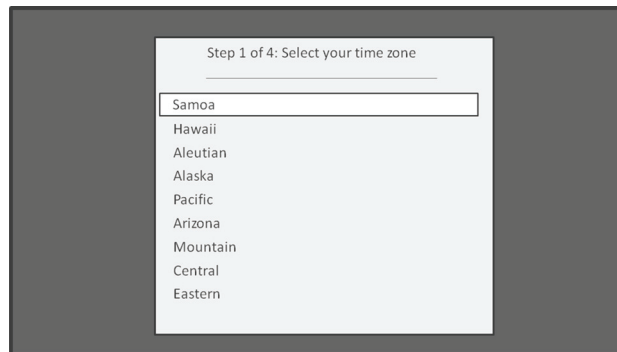 Step 1 of 4: Select your time zone
Samoa
Hawaii
Aleutian
Alaska
Pacific
Arizona
Mountain
Central
Eastern